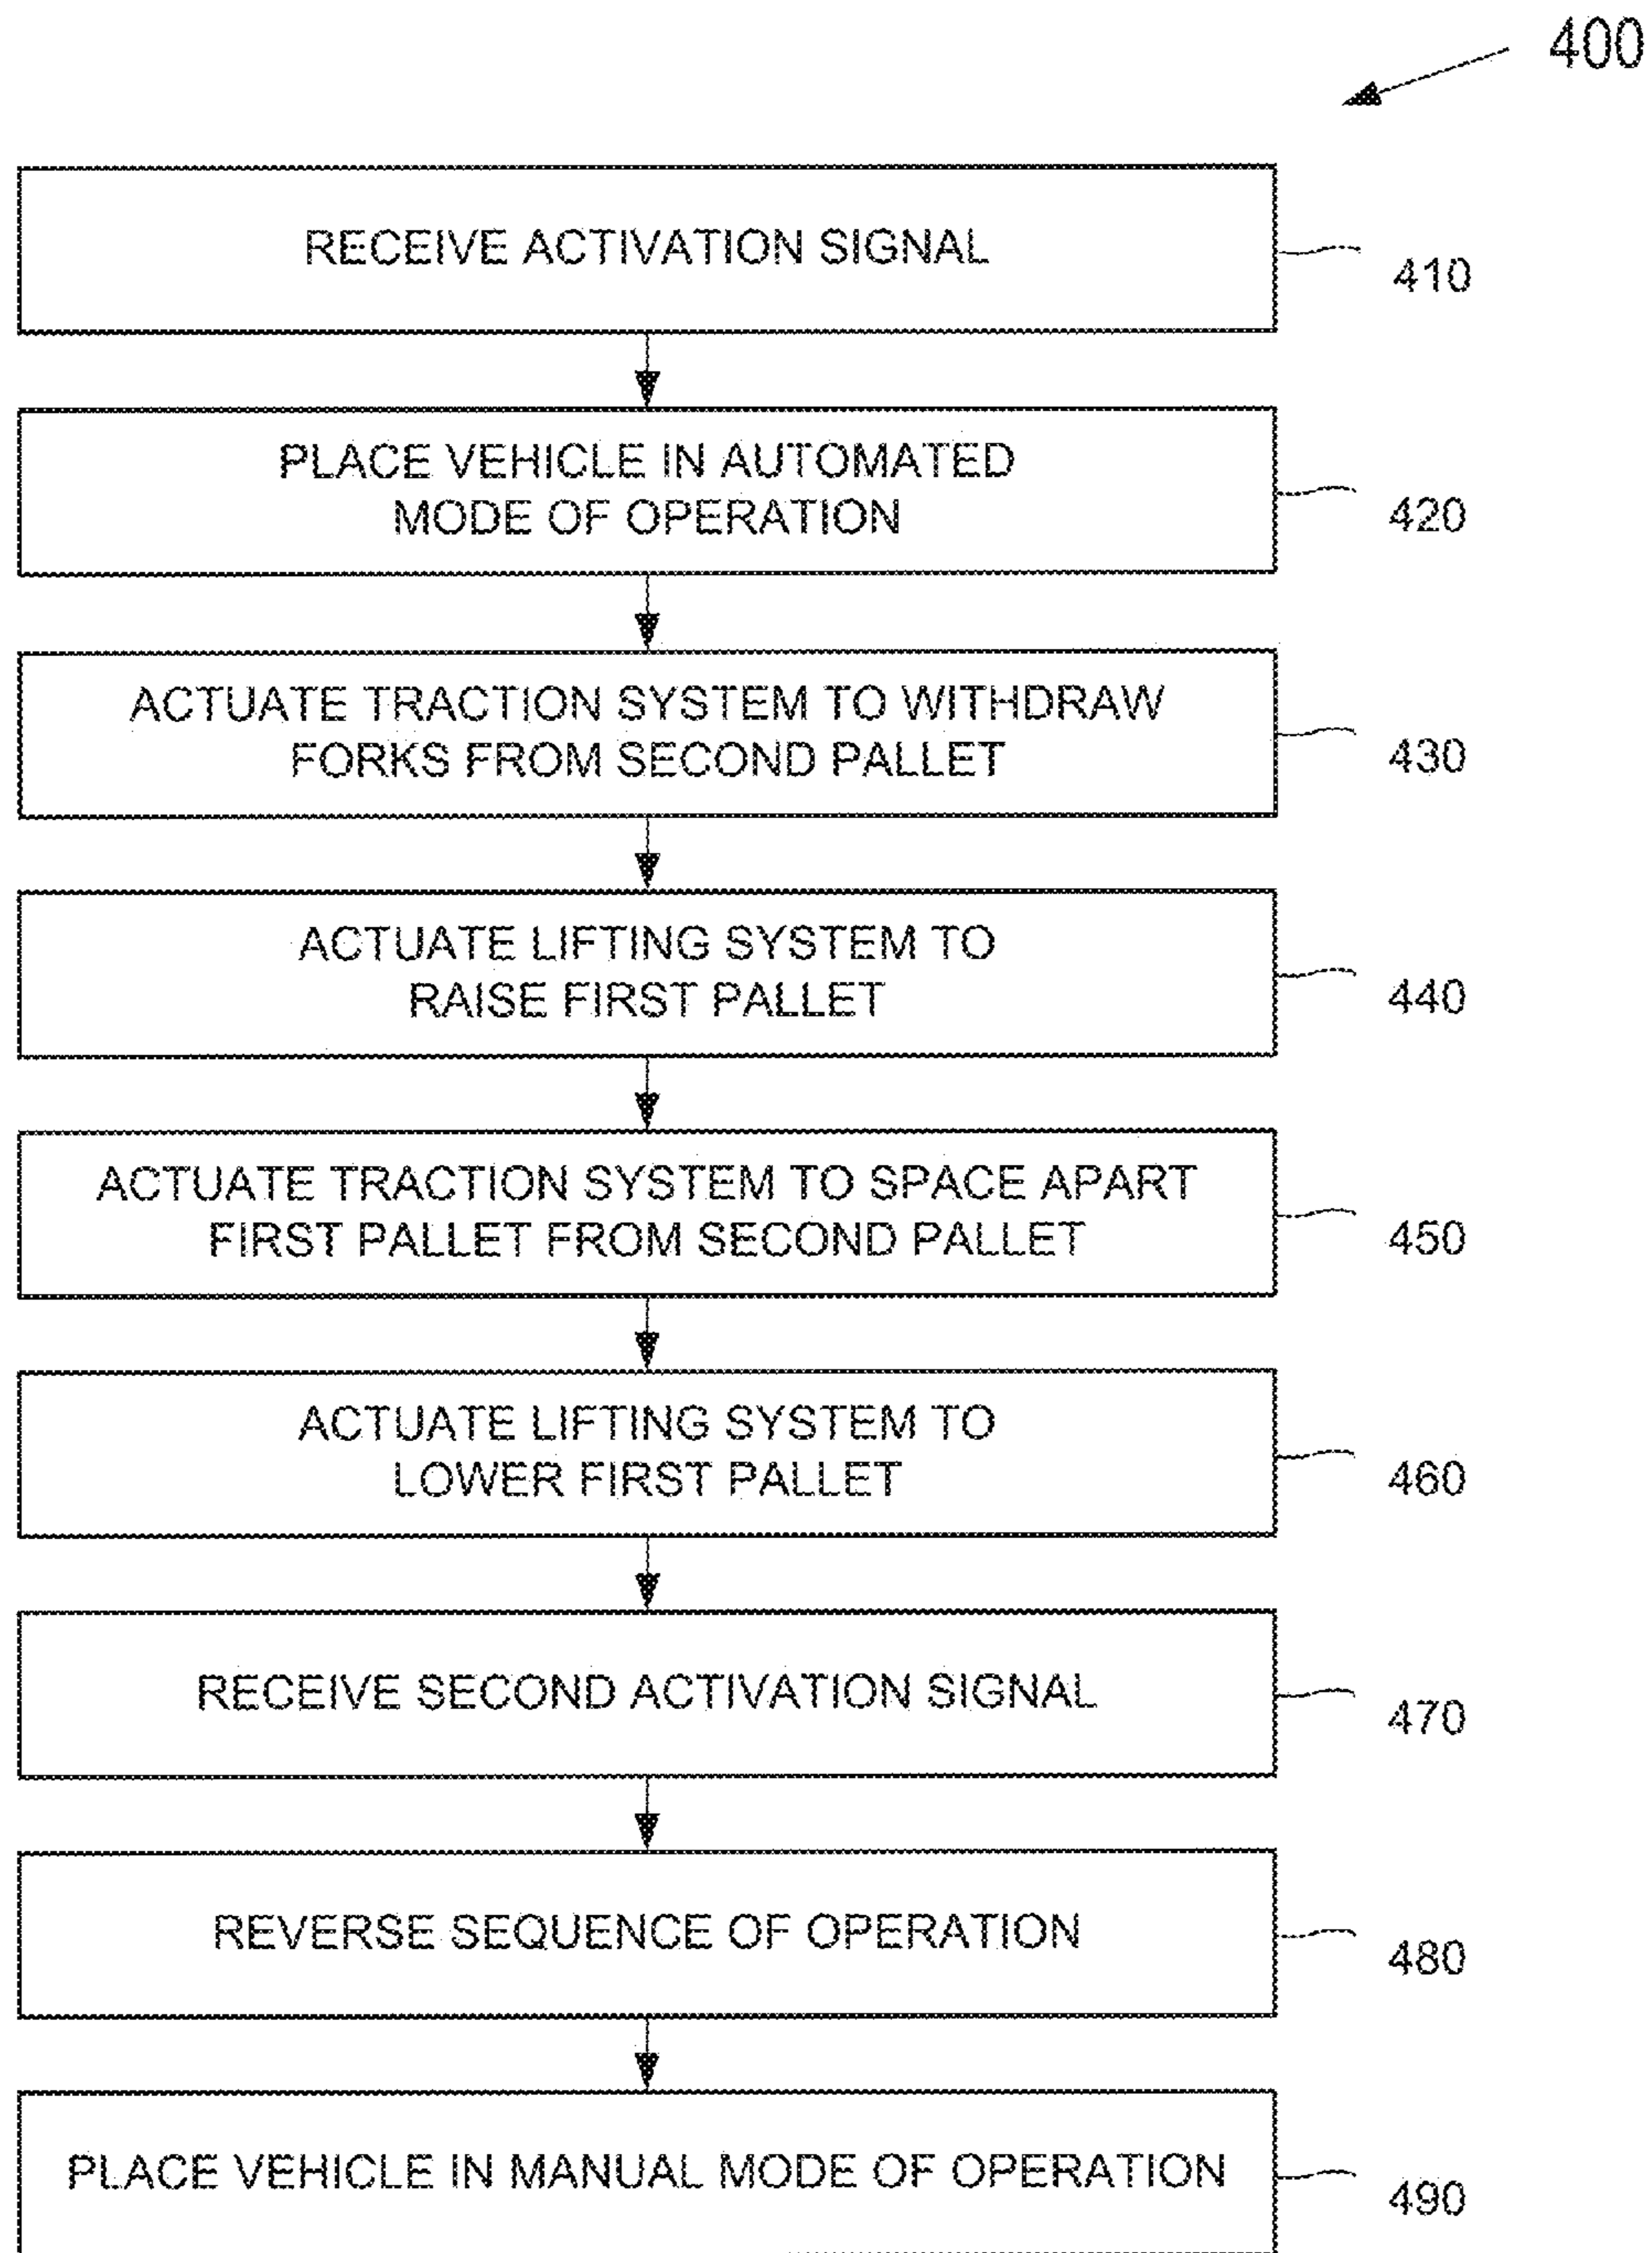 400
RECEIVE ACTIVATION SIGNAL
410
PLACE VEHICLE IN AUTOMATED
MODE OF OPERATION
420
ACTUATE TRACTION SYSTEM TO WITHDRAW
FORKS FROM SECOND PALLET
430
ACTUATE LIFTING SYSTEM TO
RAISE FIRST PALLET
440
ACTUATE TRACTION SYSTEM TO SPACE APART
FIRST PALLET FROM SECOND PALLET
450
ACTUATE LIFTING SYSTEM TO
LOWER FIRST PALLET
460
RECEIVE SECOND ACTIVATION SIGNAL
470
REVERSE SEQUENCE OF OPERATION
480
PLACE VEHICLE IN MANUAL MODE OF OPERATION
490